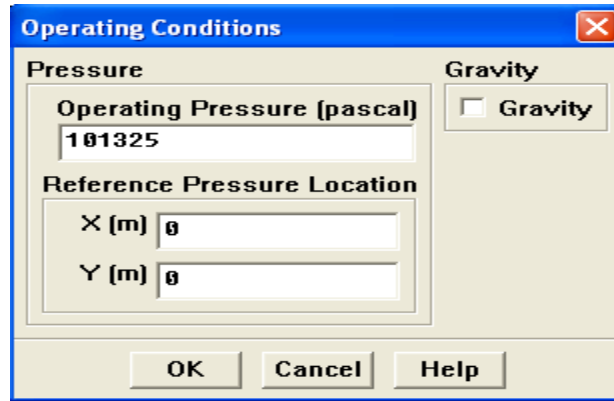 Operating Conditions
Pressure
Operating Pressure (pascal)
101325
Reference Pressure Location
X (m) 0
Y (m) 0
Gravity
Gravity
OK Cancel Help